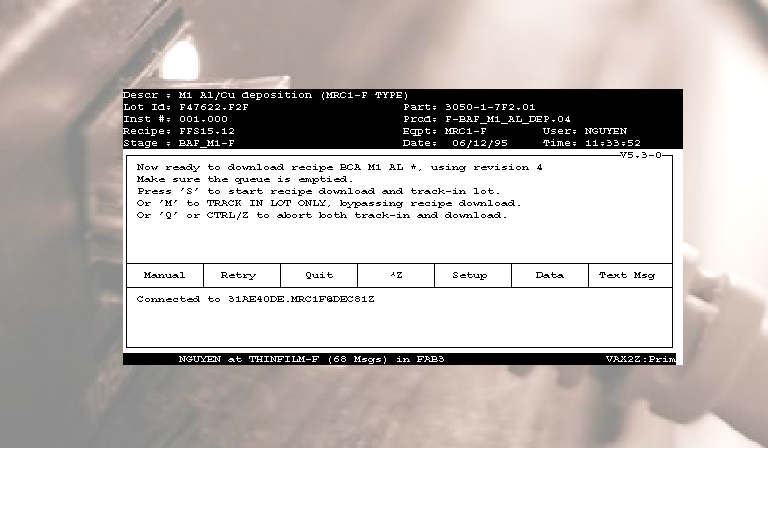 Descr : M1 Al/Cu deposition (MRC1-F TYPE)
Lot Id: F47622.F2F Part: 3050-1-7F2.01
Inst #: 001.000 Prcd: F-BAF_M1_AL_DEP.04
Recipe: FFS15.12 Eqpt: MRC1-F User: NGUYEN
Stage : BAF_M1-F Date: 06/12/95 Time: 11:33:52
V5.3-0
Now ready to download recipe BCA M1 AL *, using revision 4
Make sure the queue is emptied.
Press 'S' to start recipe download and track-in lot.
Or 'M' to TRACK IN LOT ONLY, bypassing recipe download.
Or 'Q' or CTRL/Z to abort both track-in and download.
Manual Retry Quit ^Z Setup Data Text Msg
Connected to 31AE40DE.MRC1F@DEC81Z
NGUYEN at THINFILM-F (68 Msgs) in FAB3 VAX2Z:Prim